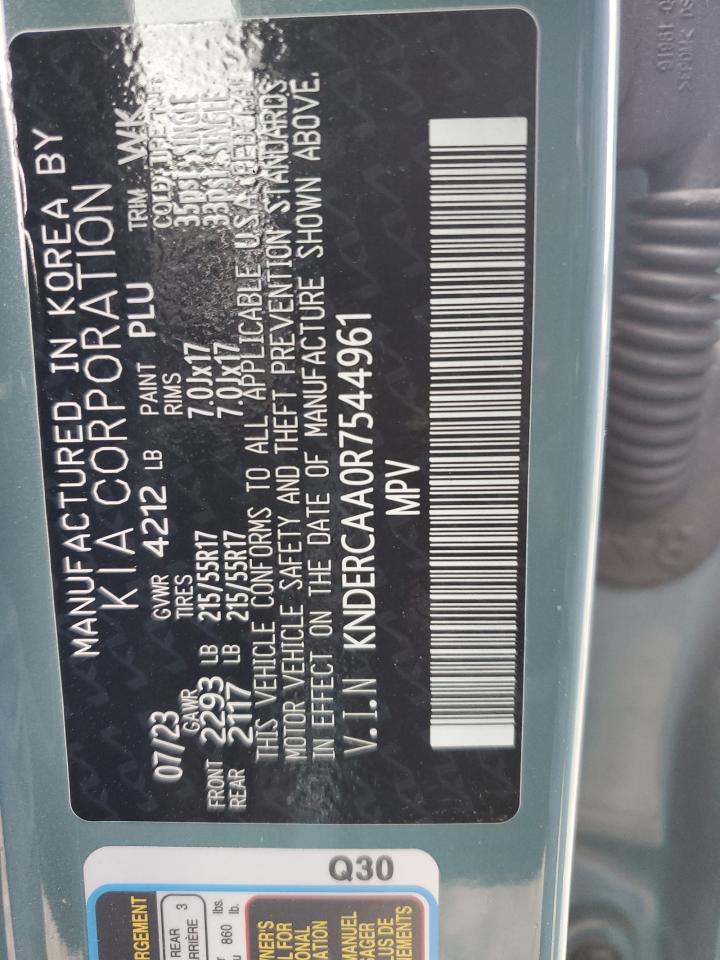 MANUFACTURED IN KOREA BY
KIA CORPORATION
07/23 GVWR 4212 LB PAINT PLU TRIM WK
GAWR TIRES RIMS
FRONT 2293 LB 215/55R17 7.0Jx17 35psi, SINGLE
REAR 2117 LB 215/55R17 7.0Jx17 33psi, SINGLE
THIS VEHICLE CONFORMS TO ALL APPLICABLE U.S.A. FEDERAL
MOTOR VEHICLE SAFETY AND THEFT PREVENTION STANDARDS
IN EFFECT ON THE DATE OF MANUFACTURE SHOWN ABOVE.
V.I.N KNDERCAA0R7544961
MPV
Q30
REAR 3
860 lbs.
lb.
MANUEL
PLUS DE